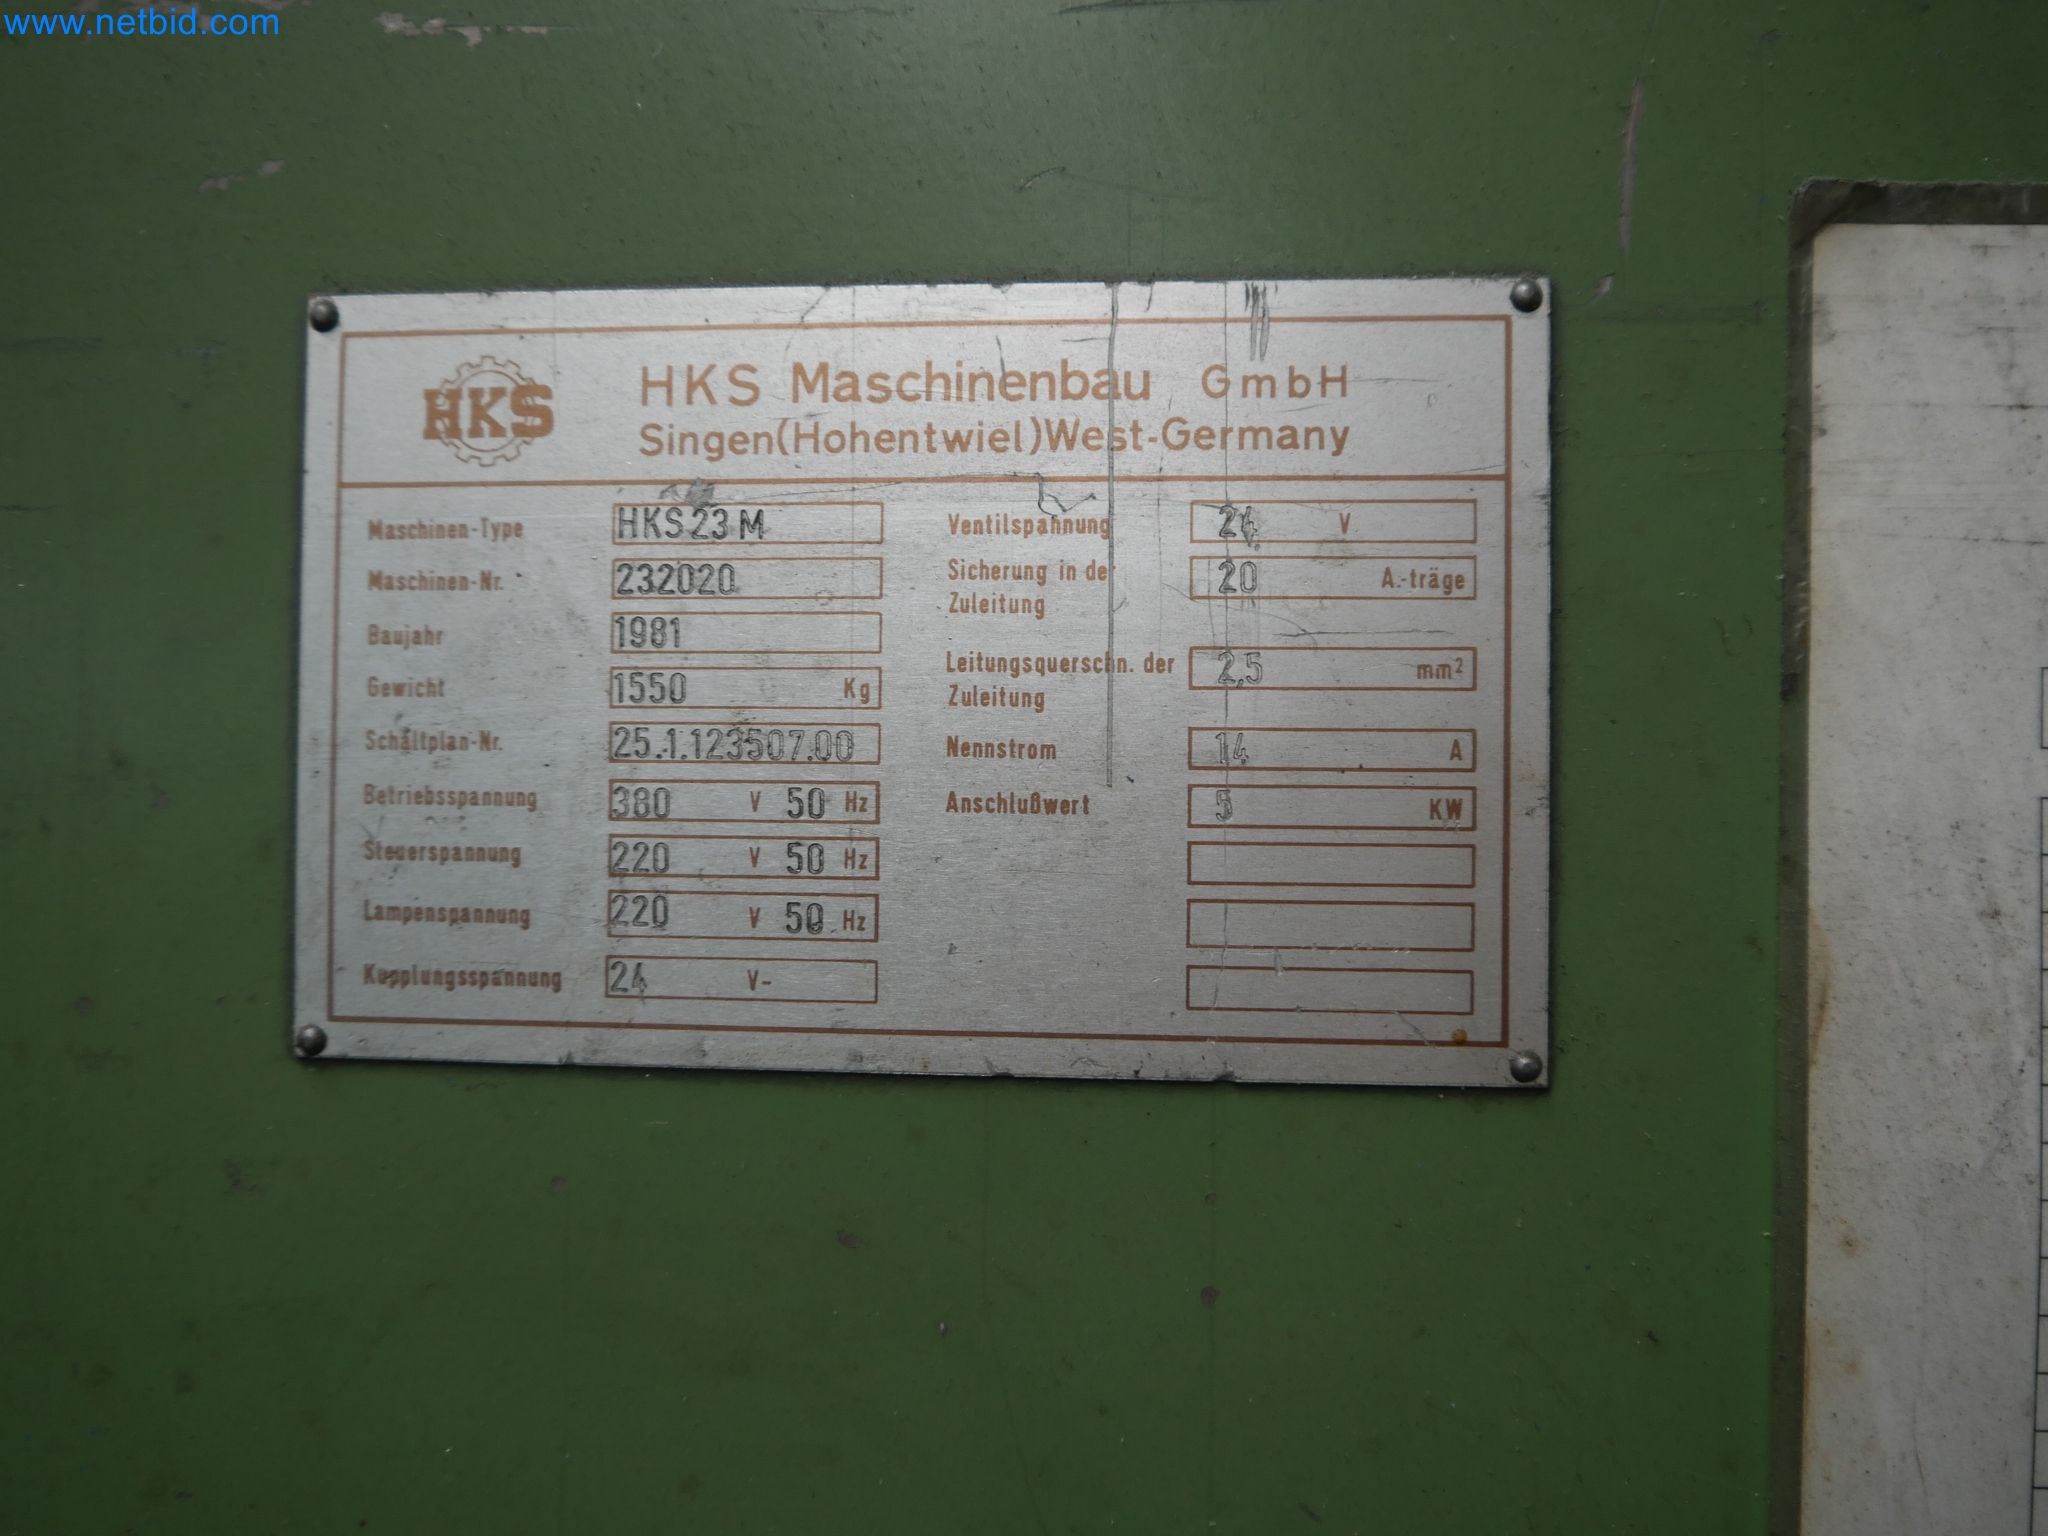 www.netbid.com
HKS
HKS Maschinenbau GmbH
Singen(Hohentwiel)West-Germany
Maschinen-Type HKS23M
Maschinen-Nr. 232020
Baujahr 1981
Gewicht 1550 Kg
Schaltplan-Nr. 25.1.123507.00
Betriebsspannung 380 V 50 Hz
Steuerspannung 220 V 50 Hz
Lampenspannung 220 V 50 Hz
Kupplungsspannung 24 V-
Ventilspannung 24 V
Sicherung in der 20 A.-träge
Zuleitung
Leitungsquerschn. der 2,5 mm²
Zuleitung
Nennstrom 14 A
Anschlußwert 5 KW